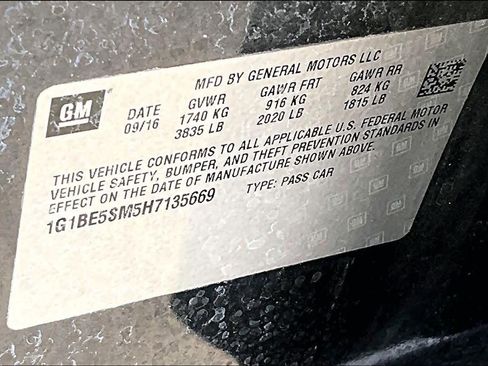 MFD BY GENERAL MOTORS LLC
GM
DATE GVWR GAWR FRT GAWR RR
09/16 1740 KG 916 KG 824 KG
3835 LB 2020 LB 1815 LB
THIS VEHICLE CONFORMS TO ALL APPLICABLE U.S. FEDERAL MOTOR
VEHICLE SAFETY, BUMPER, AND THEFT PREVENTION STANDARDS IN
EFFECT ON THE DATE OF MANUFACTURE SHOWN ABOVE.
1G1BE5SM5H7135669 TYPE: PASS CAR